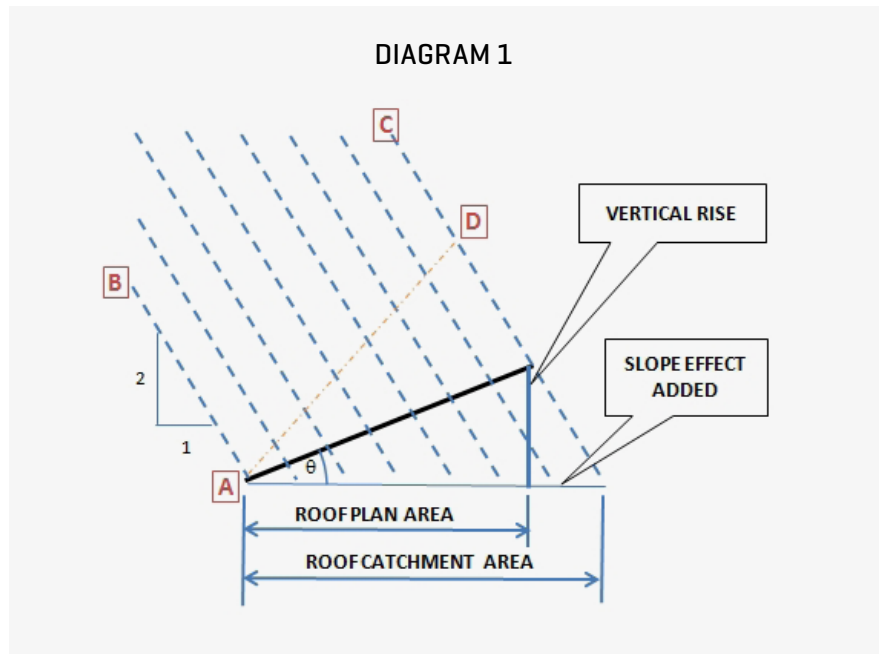 DIAGRAM 1
C
VERTICAL RISE
D
B
2
SLOPE EFFECT
ADDED
1
θ
A
ROOF PLAN AREA
ROOF CATCHMENT AREA